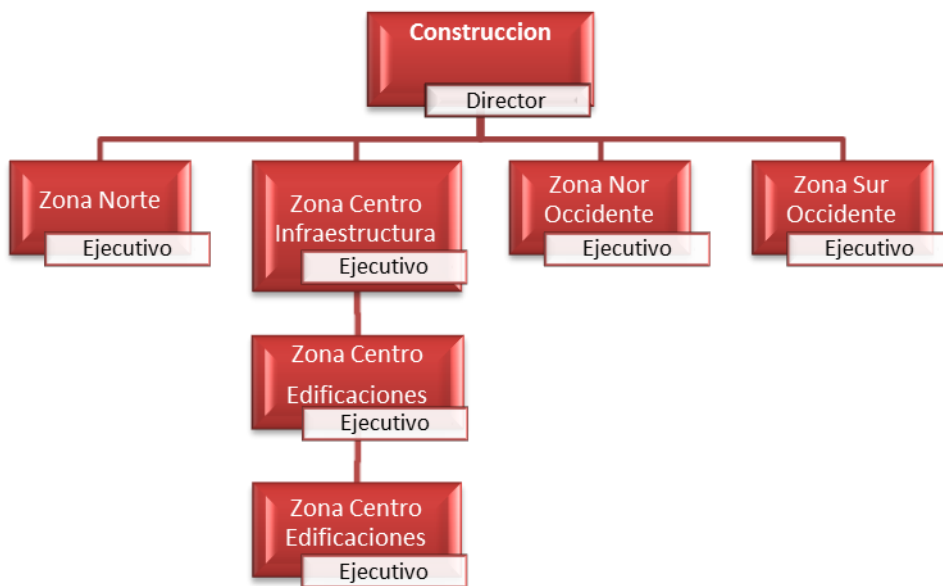 Construccion
Director
Zona Norte
Ejecutivo
Zona Centro
Infraestructura
Ejecutivo
Zona Nor
Occidente
Ejecutivo
Zona Sur
Occidente
Ejecutivo
Zona Centro
Edificaciones
Ejecutivo
Zona Centro
Edificaciones
Ejecutivo